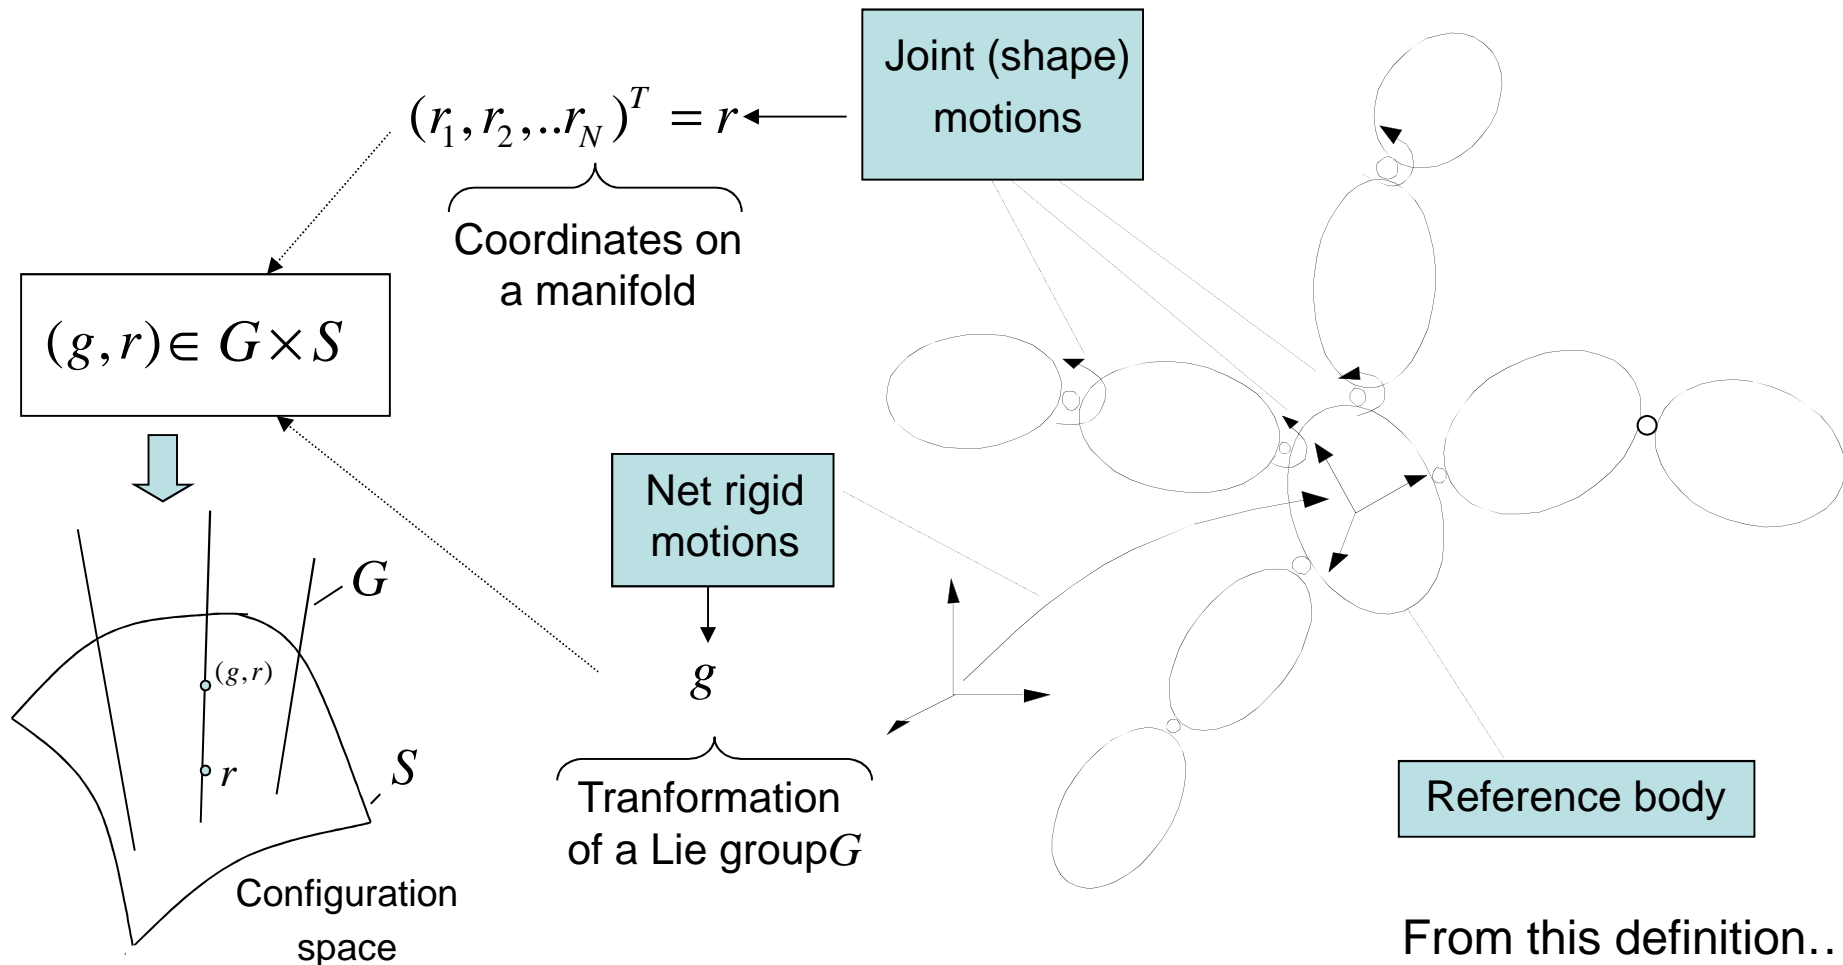 Joint (shape)
motions
(r₁, r₂,..r_N)^T = r
Coordinates on
a manifold
(g,r)∈ G×S
Net rigid
motions
G
(g,r)
g
r
S
Tranformation
of a Lie groupG
Reference body
Configuration
space
From this definition..